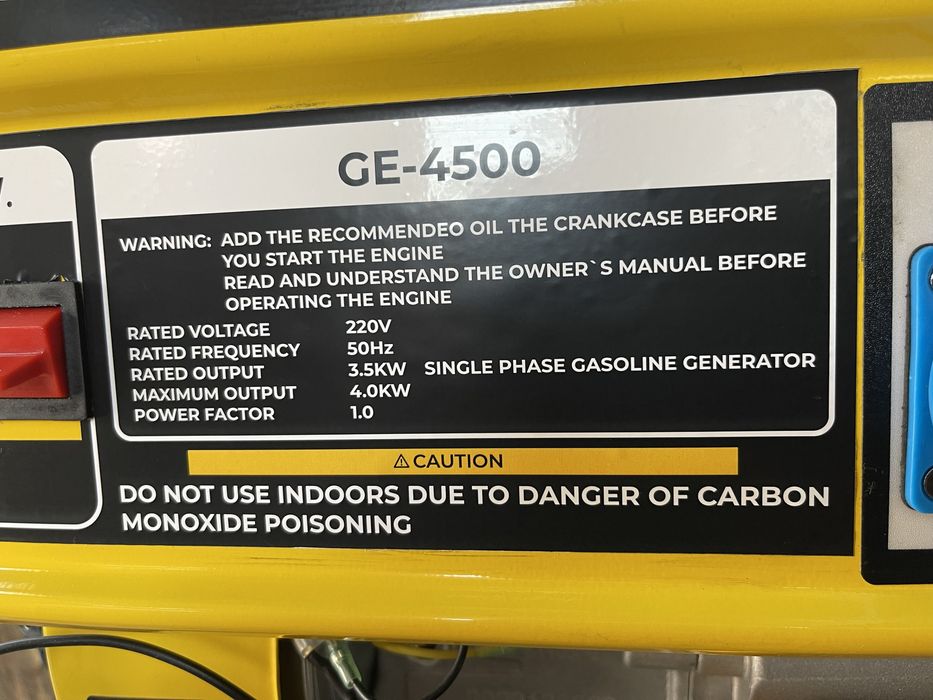 GE-4500
WARNING: ADD THE RECOMMENDEO OIL THE CRANKCASE BEFORE
YOU START THE ENGINE
READ AND UNDERSTAND THE OWNER`S MANUAL BEFORE
OPERATING THE ENGINE
RATED VOLTAGE 220V
RATED FREQUENCY 50Hz
RATED OUTPUT 3.5KW SINGLE PHASE GASOLINE GENERATOR
MAXIMUM OUTPUT 4.0KW
POWER FACTOR 1.0
⚠ CAUTION
DO NOT USE INDOORS DUE TO DANGER OF CARBON
MONOXIDE POISONING